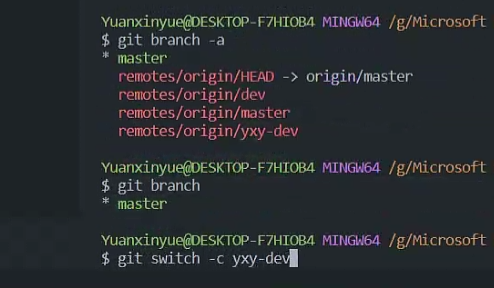 Yuanxinyue@DESKTOP-F7HIOB4 MINGW64 /g/Microsoft
$ git branch -a
* master
remotes/origin/HEAD -> origin/master
remotes/origin/dev
remotes/origin/master
remotes/origin/yxy-dev
Yuanxinyue@DESKTOP-F7HIOB4 MINGW64 /g/Microsoft
$ git branch
* master
Yuanxinyue@DESKTOP-F7HIOB4 MINGW64 /g/Microsoft
$ git switch -c yxy-dev